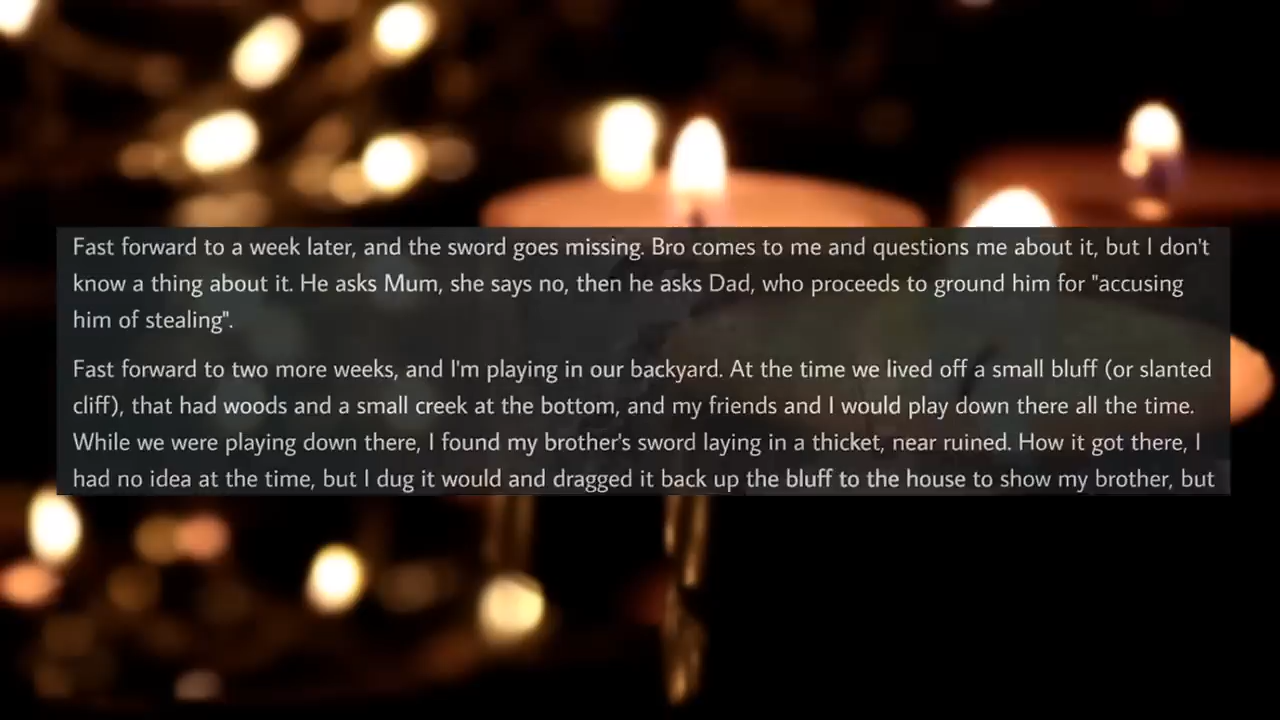 Fast forward to a week later, and the sword goes missing. Bro comes to me and questions me about it, but I don't
know a thing about it. He asks Mum, she says no, then he asks Dad, who proceeds to ground him for "accusing
him of stealing".
Fast forward to two more weeks, and I'm playing in our backyard. At the time we lived off a small bluff (or slanted
cliff), that had woods and a small creek at the bottom, and my friends and I would play down there all the time.
While we were playing down there, I found my brother's sword laying in a thicket, near ruined. How it got there, I
had no idea at the time, but I dug it would and dragged it back up the bluff to the house to show my brother, but